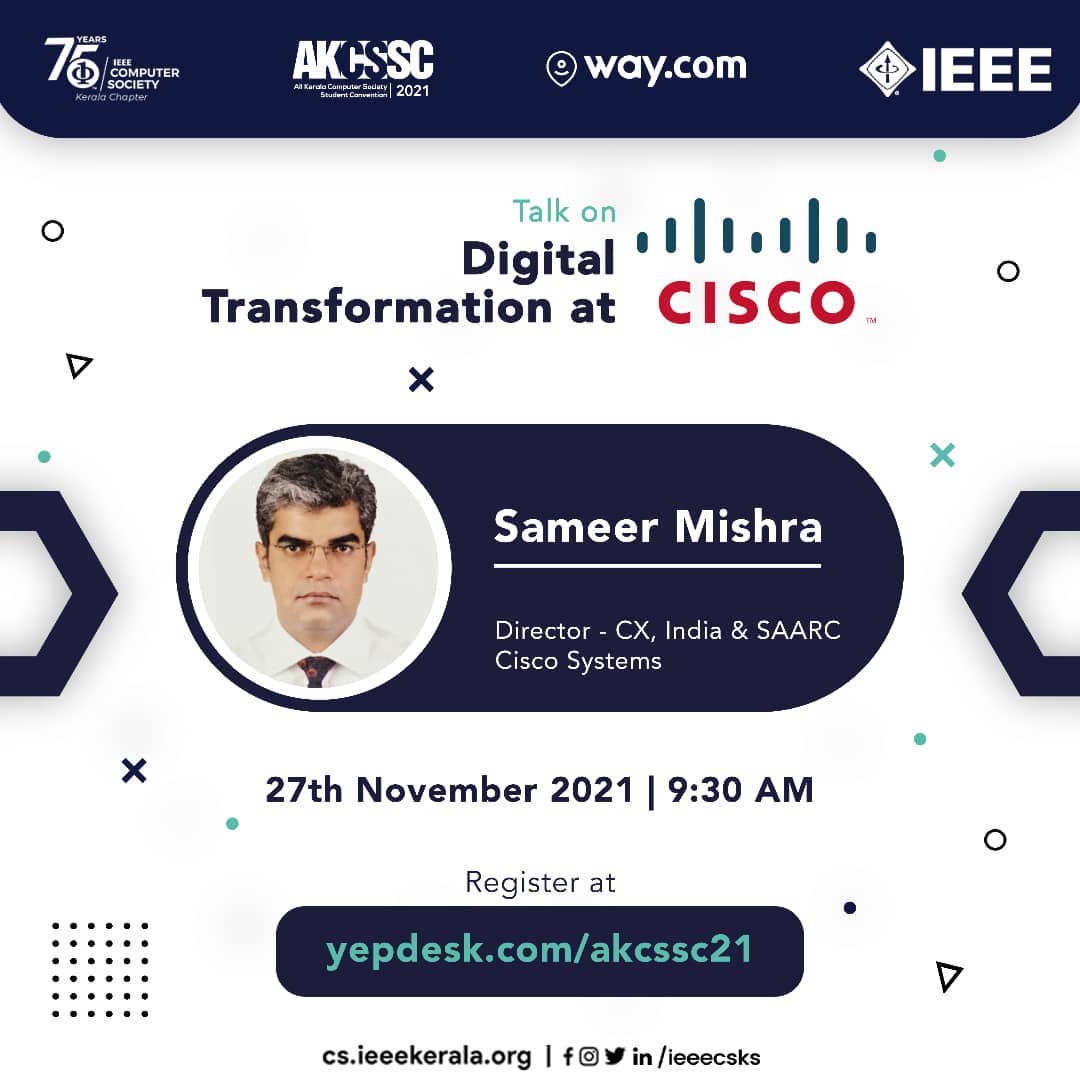 75 YEARS
IEEE
COMPUTER
SOCIETY
Kerala Chapter
AKCSSC
All Kerala Computer Society
Student Convention | 2021
way.com
IEEE
Talk on
Digital
Transformation at
CISCO TM
Sameer Mishra
Director - CX, India & SAARC
Cisco Systems
27th November 2021 | 9:30 AM
Register at
yepdesk.com/akcssc21
cs.ieeekerala.org | f in /ieeecsks